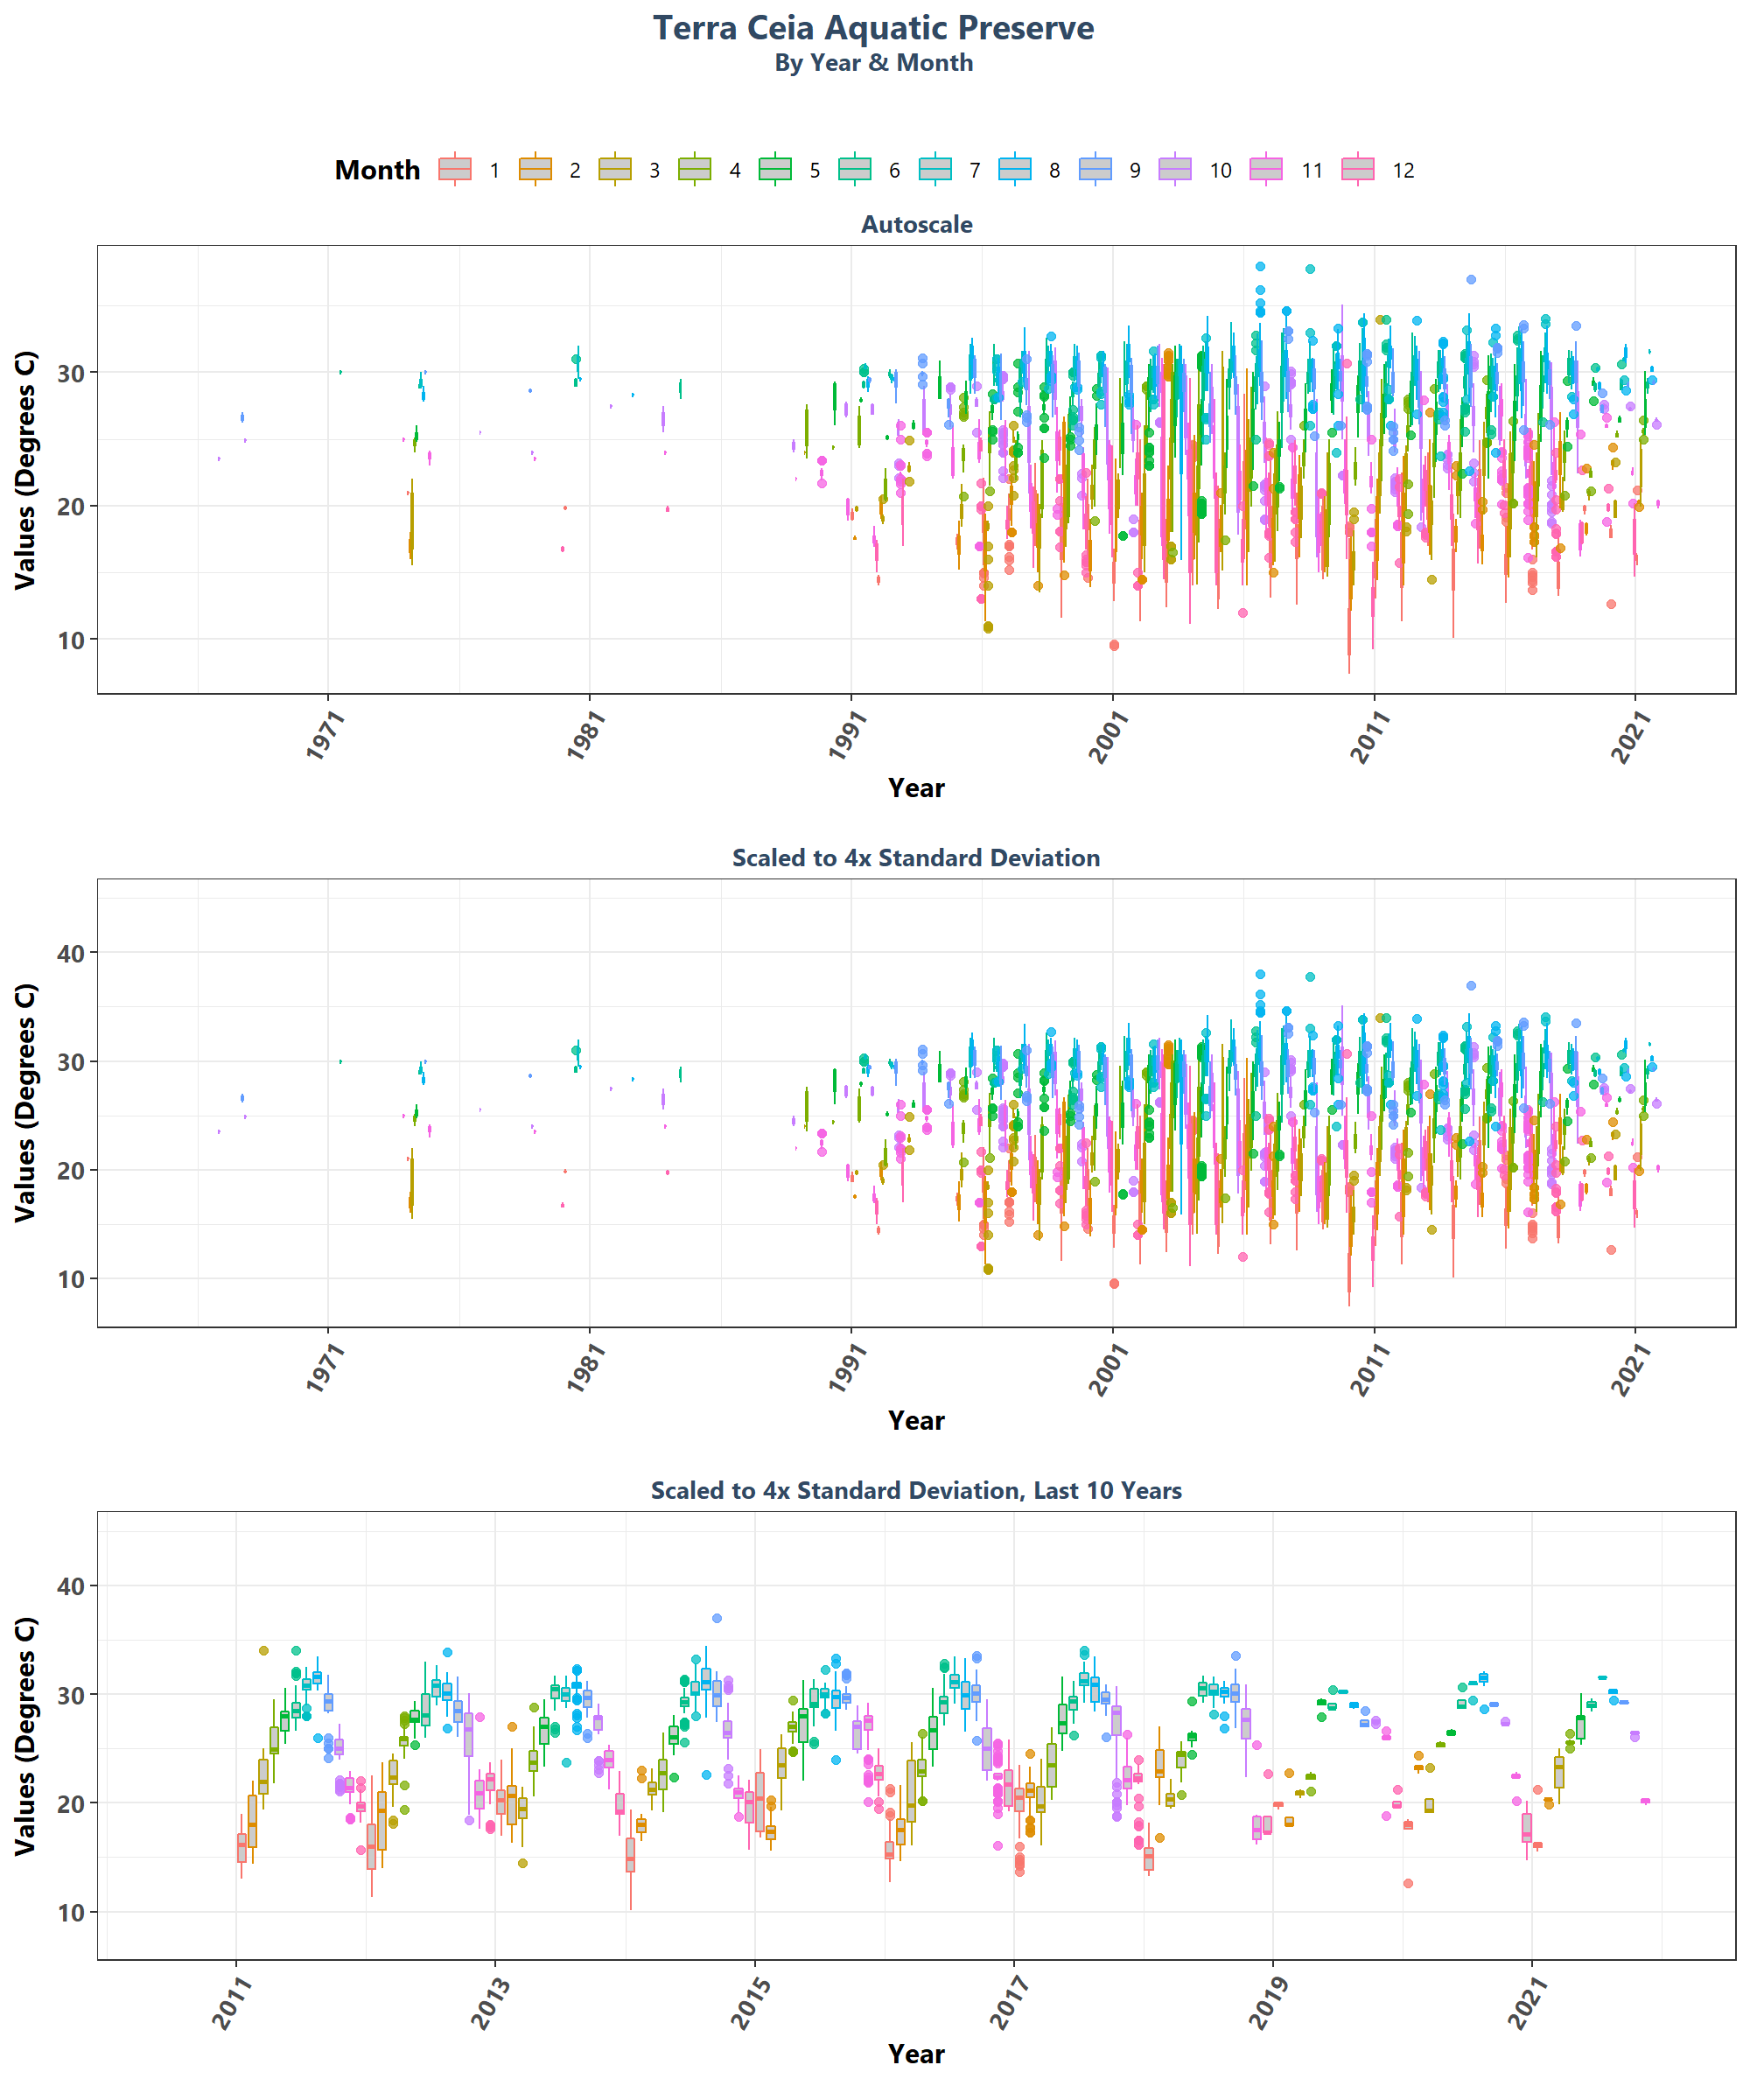 Terra Ceia Aquatic Preserve
By Year & Month
Month 1 2 3 4 5 6 7 8 9 10 11 12
Autoscale
Values (Degrees C)
30
20
10
1971 1981 1991 2001 2011 2021
Year
Scaled to 4x Standard Deviation
Values (Degrees C)
40
30
20
10
1971 1981 1991 2001 2011 2021
Year
Scaled to 4x Standard Deviation, Last 10 Years
Values (Degrees C)
40
30
20
10
2011 2013 2015 2017 2019 2021
Year